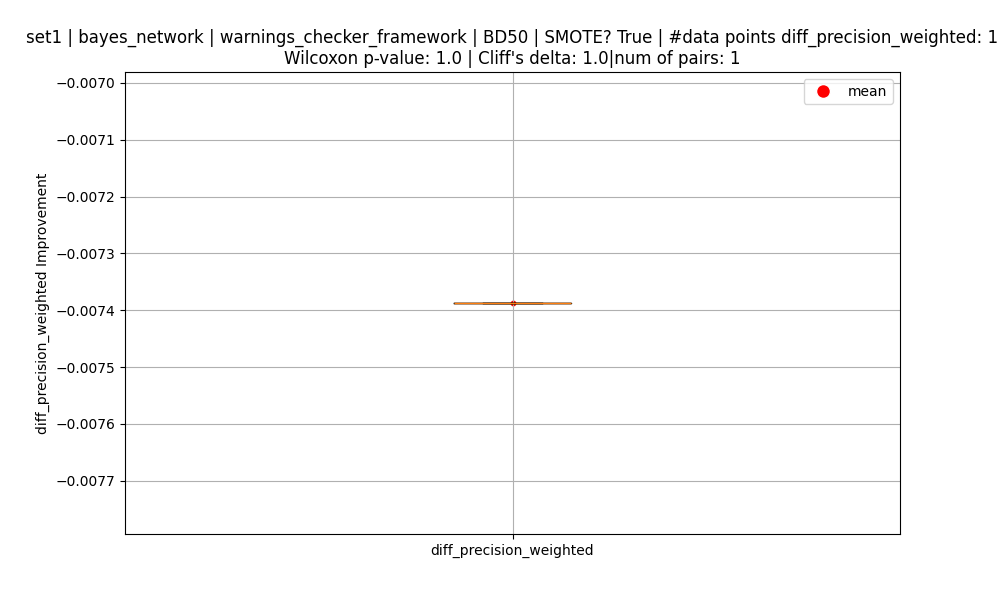 set1 | bayes_network | warnings_checker_framework | BD50 | SMOTE? True | #data points diff_precision_weighted: 1
Wilcoxon p-value: 1.0 | Cliff's delta: 1.0|num of pairs: 1
mean
−0.0070
−0.0071
−0.0072
−0.0073
−0.0074
−0.0075
−0.0076
−0.0077
diff_precision_weighted Improvement
diff_precision_weighted